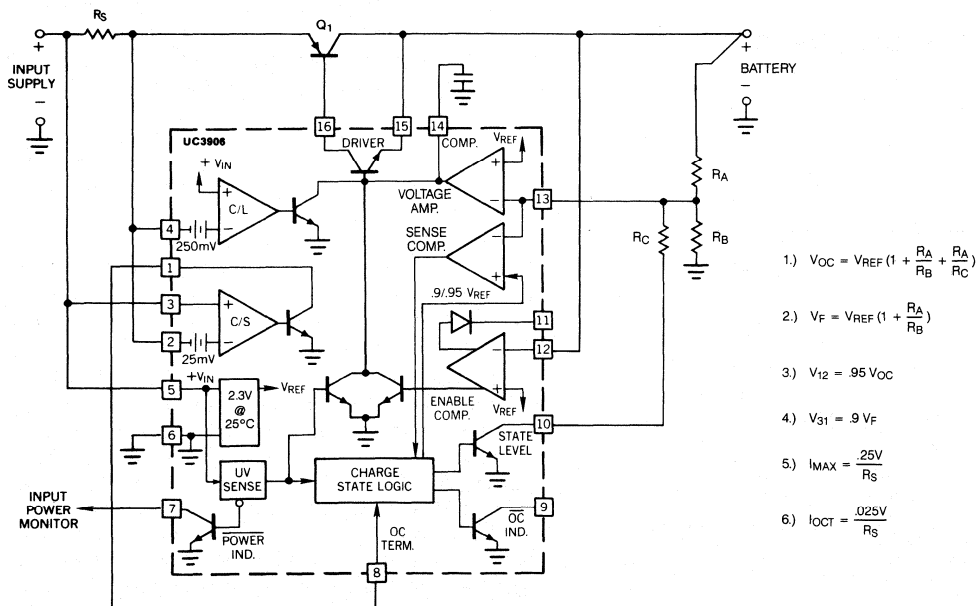 RS
Q1
+
INPUT
SUPPLY
−
+
BATTERY
−
16
15
14
UC3906
DRIVER
COMP.
VREF
+ VIN
+
C/L
−
+
−
VOLTAGE
AMP.
13
RA
4
250mV
SENSE
COMP.
−
+
RC
RB
1
.9/.95 VREF
3
+
C/S
−
11
2
25mV
12
−
+
5
+VIN
2.3V
@
25°C
VREF
ENABLE
COMP.
VREF
10
6
STATE
LEVEL
UV
SENSE
CHARGE
STATE LOGIC
INPUT
POWER
MONITOR
7
9
POWER
IND.
OC
TERM.
OC
IND.
8
1.) VOC = VREF (1 + RA/RB + RA/RC)
2.) VF = VREF (1 + RA/RB)
3.) V12 = .95 VOC
4.) V31 = .9 VF
5.) IMAX = .25V/RS
6.) IOCT = .025V/RS